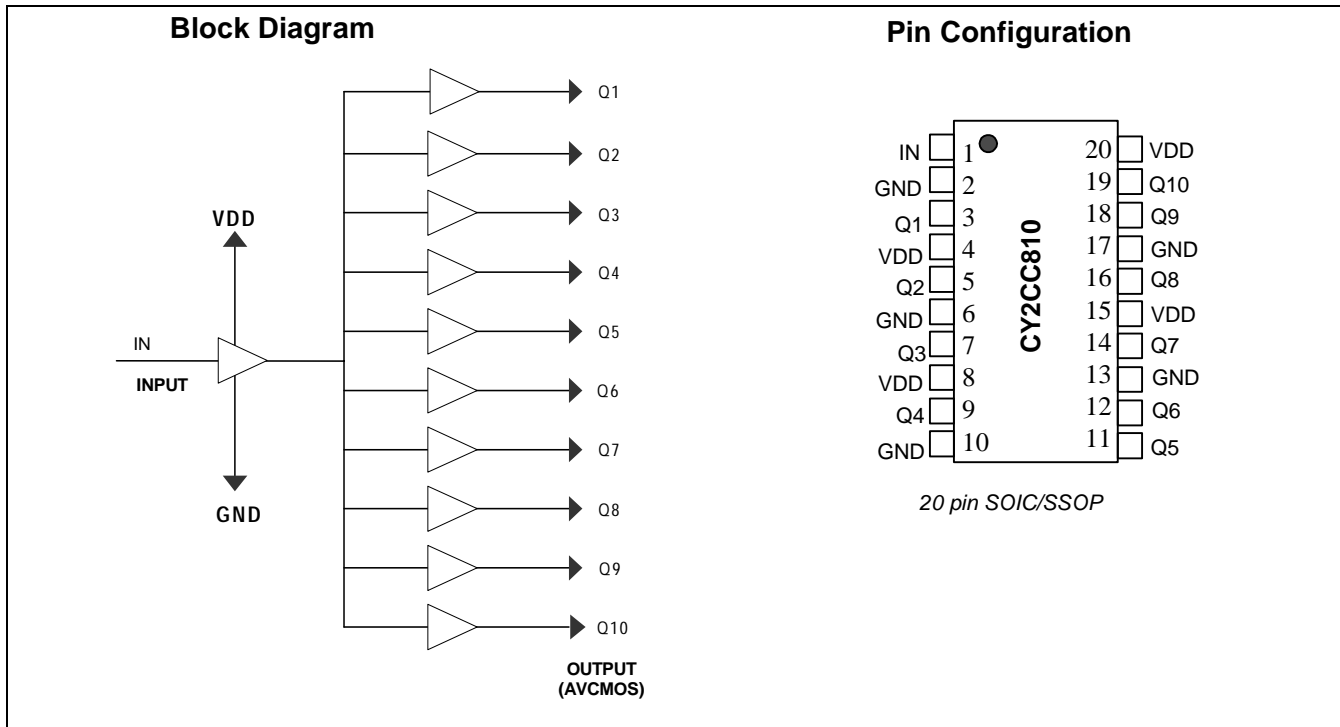 Block Diagram
Q1
Q2
Q3
VDD
Q4
Q5
IN
INPUT
Q6
Q7
GND
Q8
Q9
Q10
OUTPUT
(AVCMOS)
Pin Configuration
IN 1 20 VDD
GND 2 19 Q10
Q1 3 18 Q9
VDD 4 17 GND
Q2 5 16 Q8
GND 6 15 VDD
Q3 7 14 Q7
VDD 8 13 GND
Q4 9 12 Q6
GND 10 11 Q5
CY2CC810
20 pin SOIC/SSOP